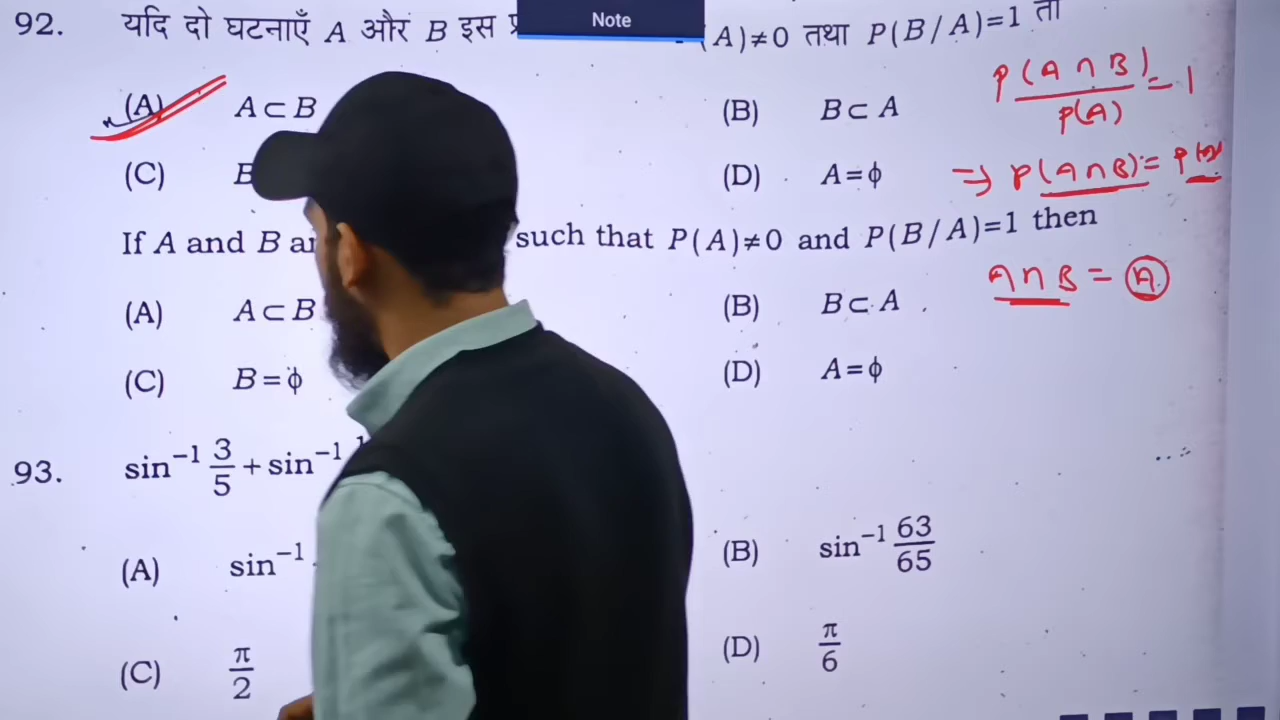 Note
92. यदि दो घटनाएँ A और B इस (A)≠0 तथा P(B/A)=1 तो
(A) A⊂B (B) B⊂A
(C) B (D) A=ϕ
P(A∩B)/P(A) = 1
⇒ P(A∩B) = P(A)
If A and B such that P(A)≠0 and P(B/A)=1 then
A∩B = A
(A) A⊂B (B) B⊂A
(C) B=ϕ (D) A=ϕ
93. sin⁻¹ 3/5 + sin⁻¹
(A) sin⁻¹ (B) sin⁻¹ 63/65
(C) π/2 (D) π/6